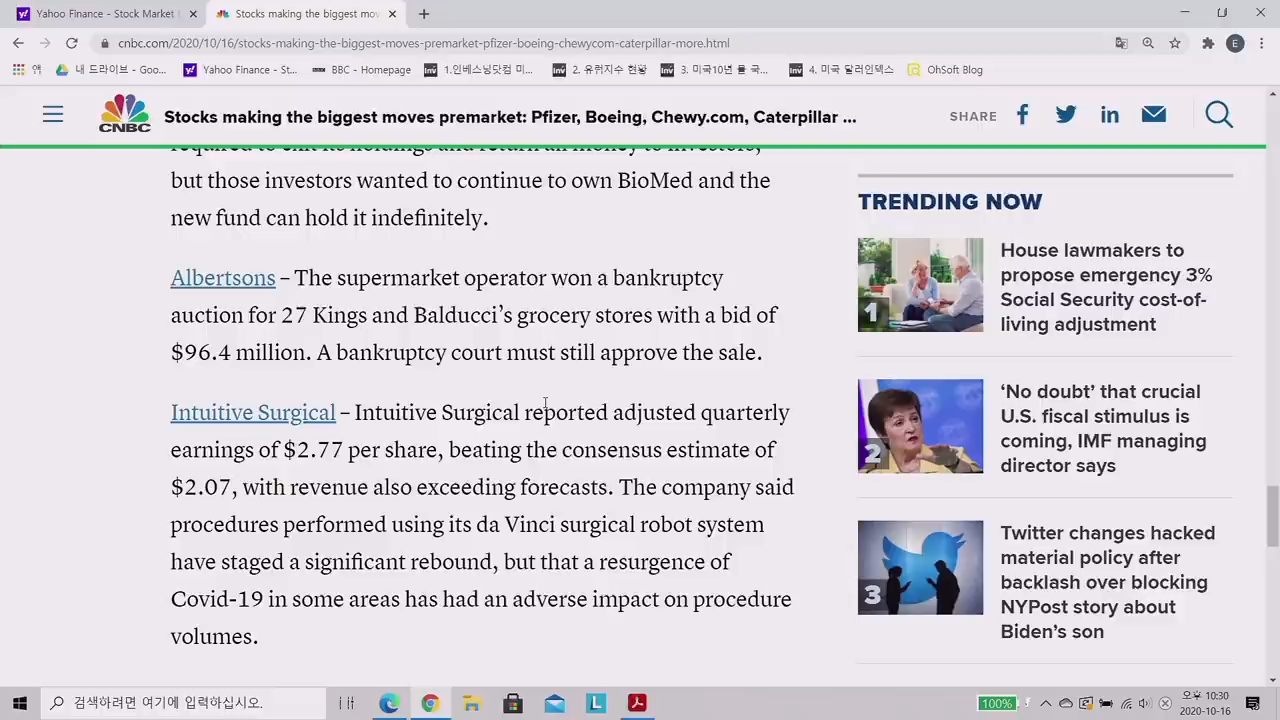 Yahoo Finance - Stock Market
Stocks making the biggest mov
cnbc.com/2020/10/16/stocks-making-the-biggest-moves-premarket-pfizer-boeing-chewycom-caterpillar-more.html
E
앱
내 드라이브 - Goo...
Yahoo Finance - St...
BBC - Homepage
1.인베스팅닷컴 미...
2. 유럽지수 현황
3. 미국10년 물 국...
4. 미국 달러인덱스
OhSoft Blog
CNBC
Stocks making the biggest moves premarket: Pfizer, Boeing, Chewy.com, Caterpillar ...
SHARE
required to exit its holdings and return all money to investors,
but those investors wanted to continue to own BioMed and the
new fund can hold it indefinitely.
Albertsons – The supermarket operator won a bankruptcy
auction for 27 Kings and Balducci’s grocery stores with a bid of
$96.4 million. A bankruptcy court must still approve the sale.
Intuitive Surgical – Intuitive Surgical reported adjusted quarterly
earnings of $2.77 per share, beating the consensus estimate of
$2.07, with revenue also exceeding forecasts. The company said
procedures performed using its da Vinci surgical robot system
have staged a significant rebound, but that a resurgence of
Covid-19 in some areas has had an adverse impact on procedure
volumes.
TRENDING NOW
1
House lawmakers to
propose emergency 3%
Social Security cost-of-
living adjustment
2
‘No doubt’ that crucial
U.S. fiscal stimulus is
coming, IMF managing
director says
3
Twitter changes hacked
material policy after
backlash over blocking
NYPost story about
Biden’s son
검색하려면 여기에 입력하십시오.
L
100%
오후 10:30
2020-10-16